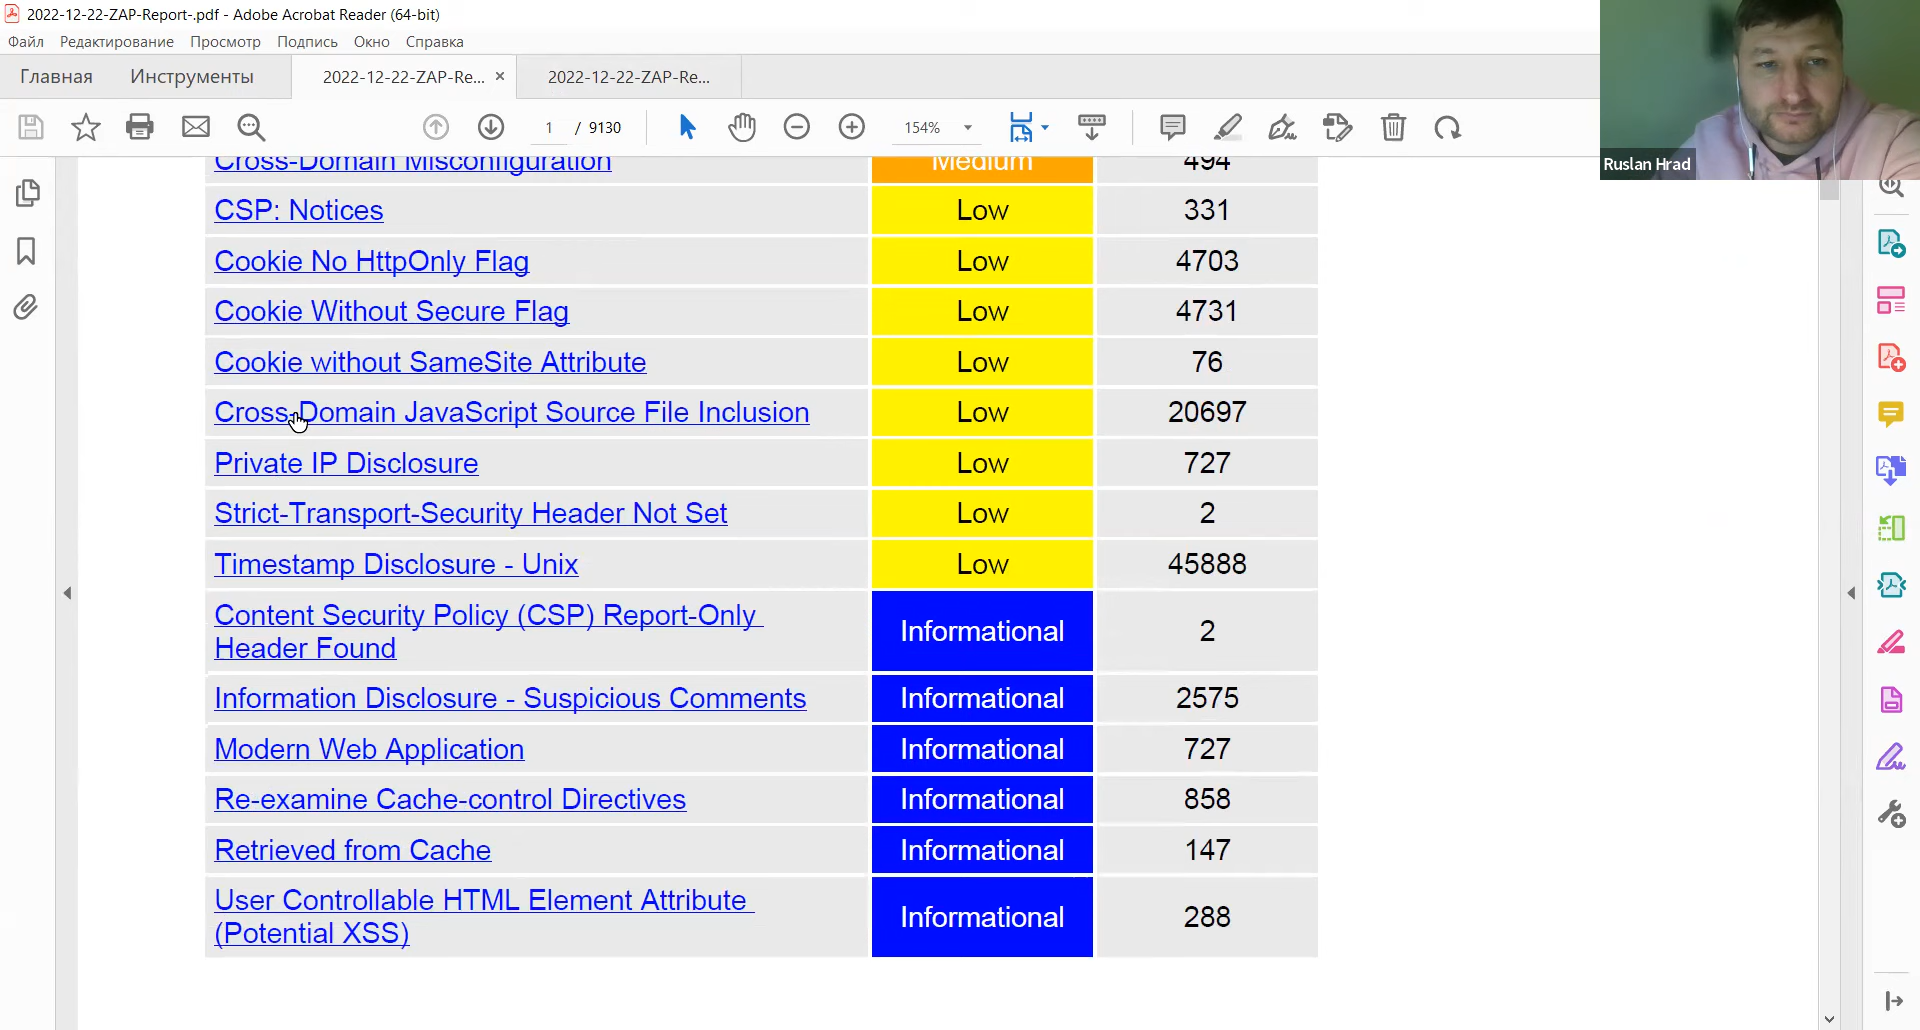 2022-12-22-ZAP-Report-.pdf - Adobe Acrobat Reader (64-bit)
Файл Редактирование Просмотр Подпись Окно Справка
Главная Инструменты 2022-12-22-ZAP-Re... × 2022-12-22-ZAP-Re...
1 / 9130 154%
Ruslan Hrad
Cross-Domain Misconfiguration Medium 494
CSP: Notices Low 331
Cookie No HttpOnly Flag Low 4703
Cookie Without Secure Flag Low 4731
Cookie without SameSite Attribute Low 76
Cross-Domain JavaScript Source File Inclusion Low 20697
Private IP Disclosure Low 727
Strict-Transport-Security Header Not Set Low 2
Timestamp Disclosure - Unix Low 45888
Content Security Policy (CSP) Report-Only
Header Found Informational 2
Information Disclosure - Suspicious Comments Informational 2575
Modern Web Application Informational 727
Re-examine Cache-control Directives Informational 858
Retrieved from Cache Informational 147
User Controllable HTML Element Attribute
(Potential XSS) Informational 288